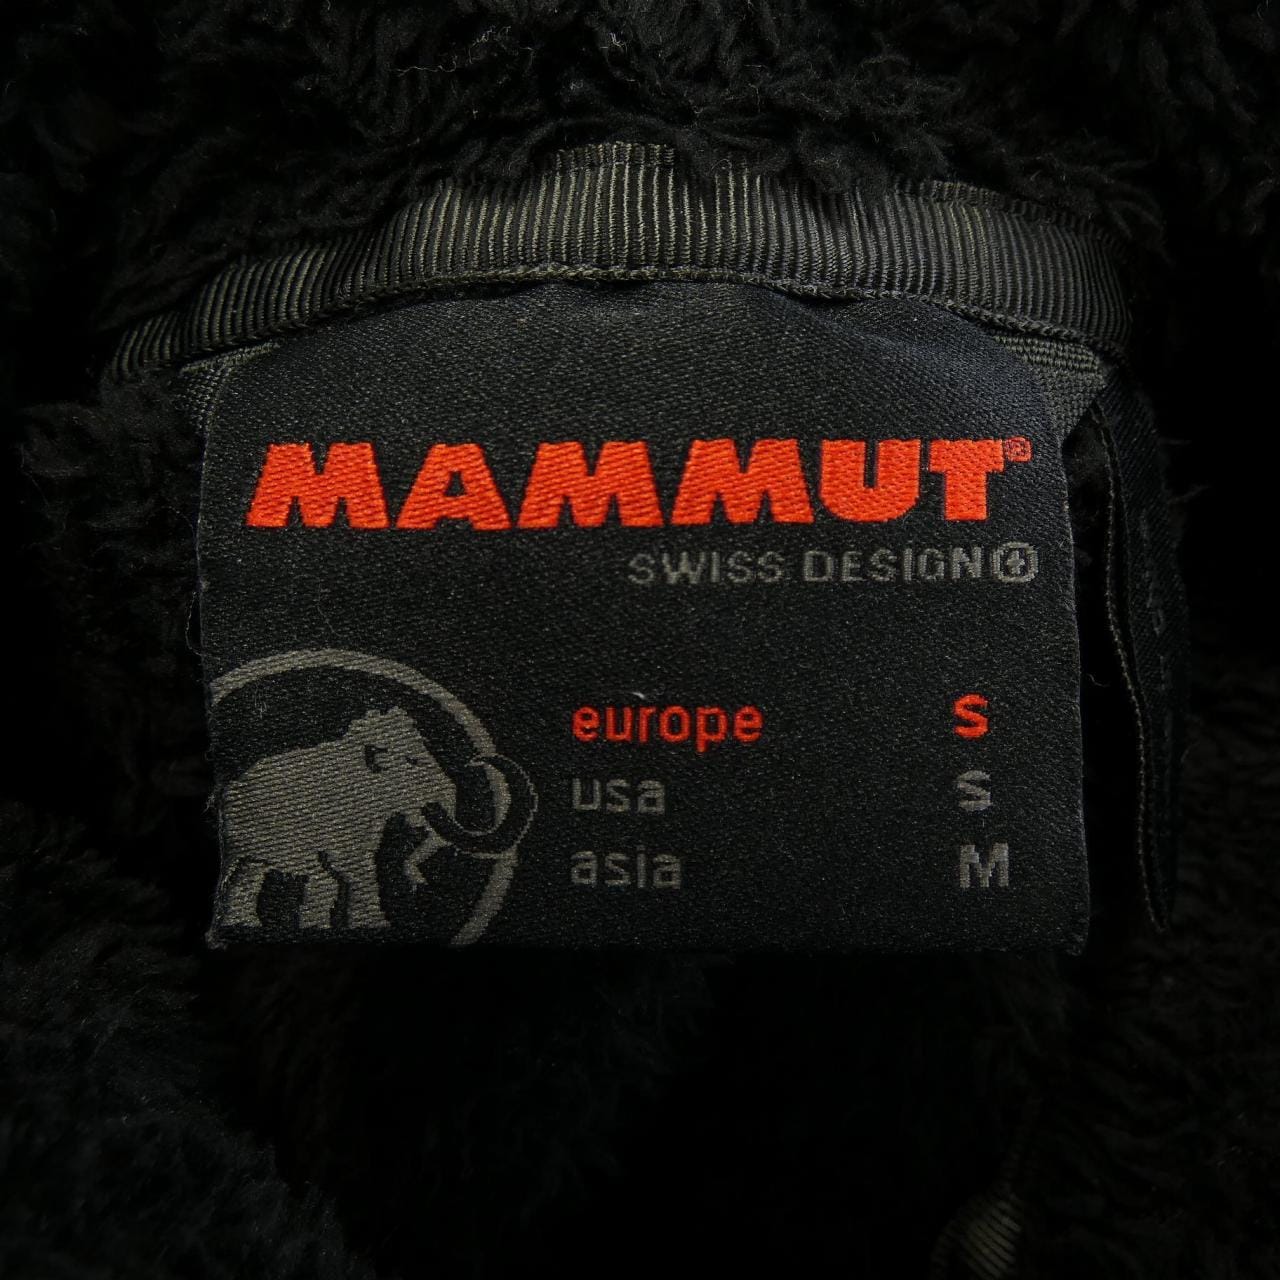 MAMMUT®
SWISS DESIGN
europe S
usa S
asia M